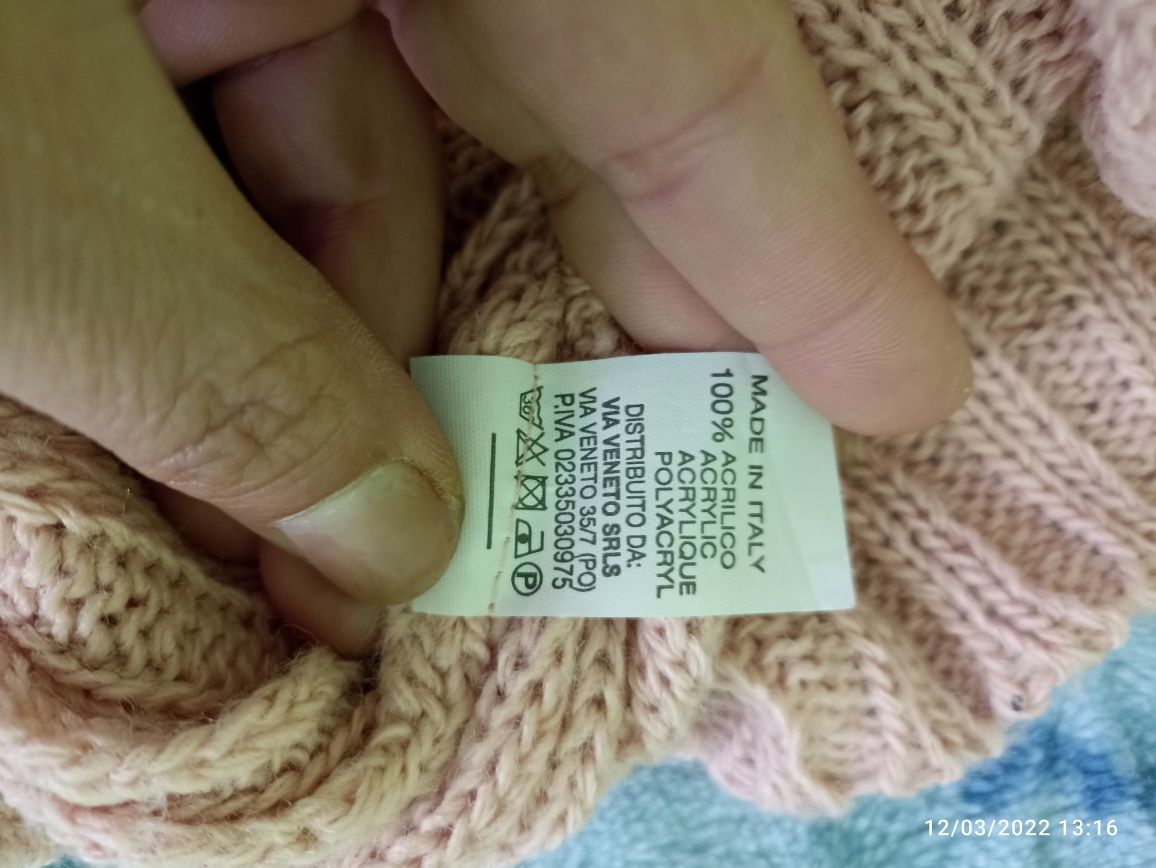 MADE IN ITALY
100% ACRILICO
ACRYLIC
ACRYLIQUE
POLYACRYL
DISTRIBUITO DA:
VIA VENETO SRLS
VIA VENETO 35/7 (PO)
P.IVA 02335030975
30° P
12/03/2022 13:16